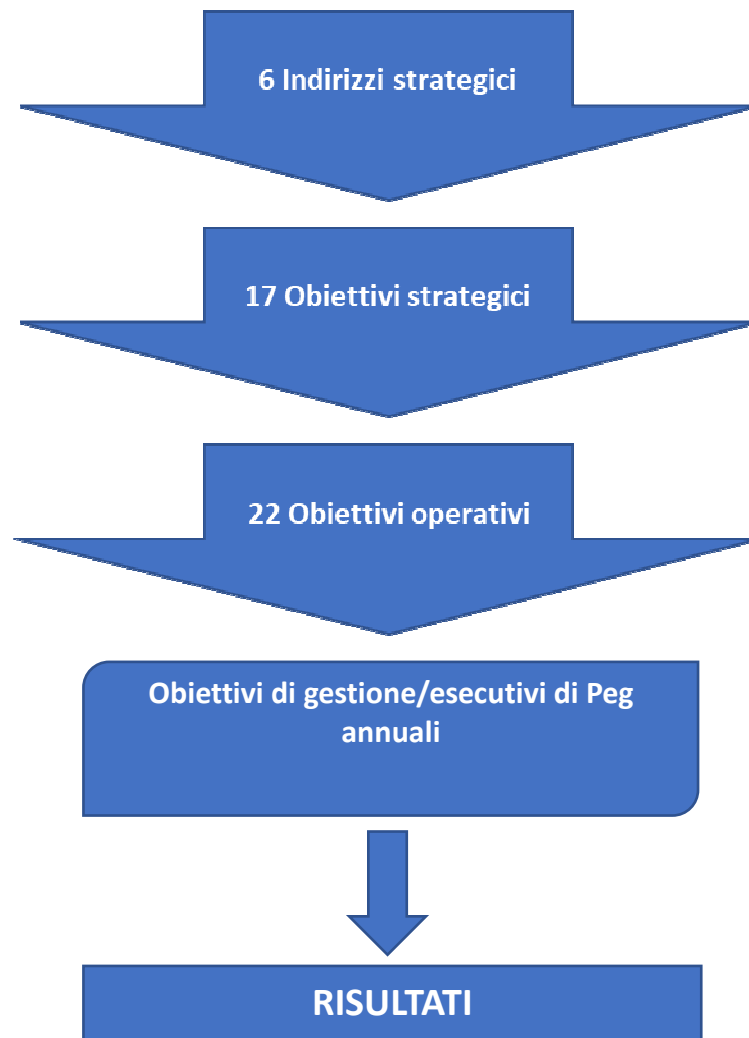 6 Indirizzi strategici
17 Obiettivi strategici
22 Obiettivi operativi
Obiettivi di gestione/esecutivi di Peg
annuali
RISULTATI